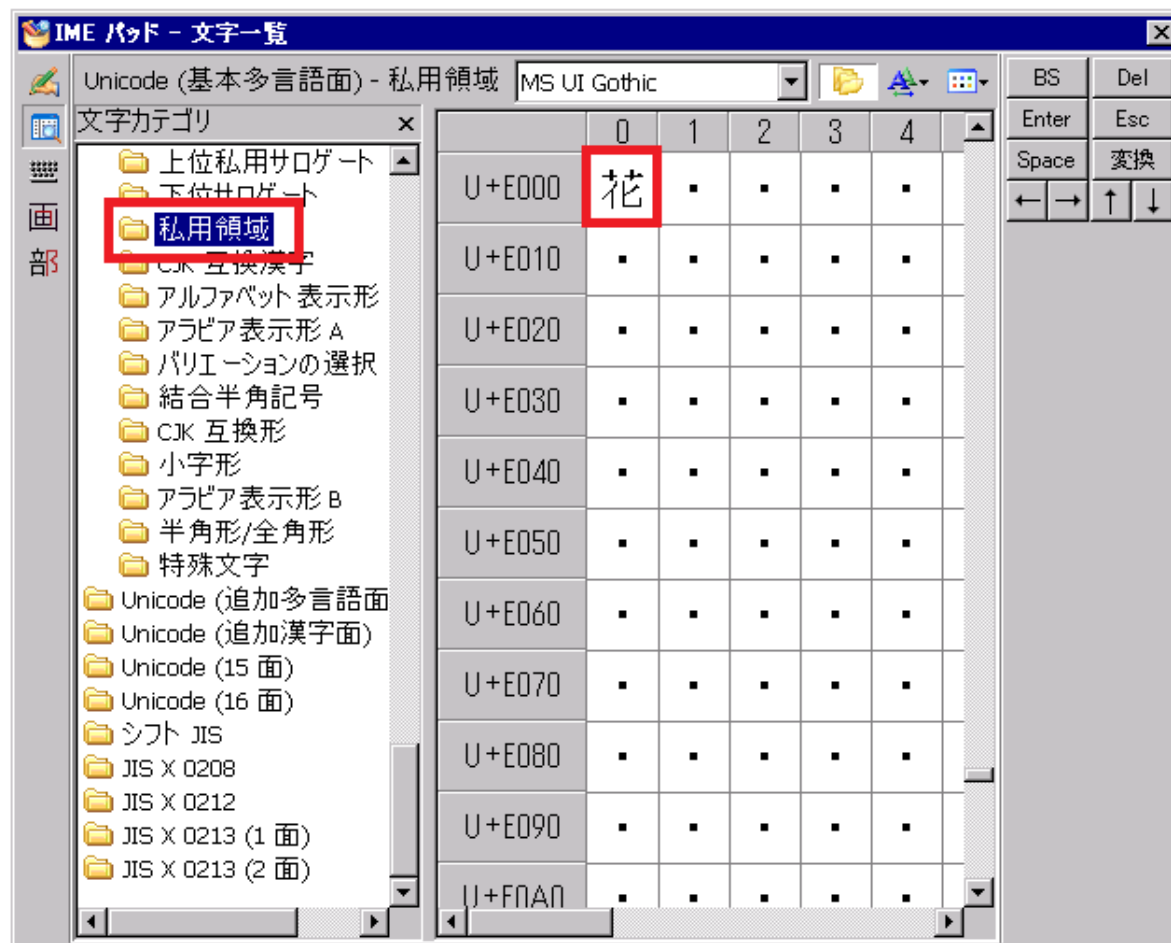 IME パッド - 文字一覧
Unicode (基本多言語面) - 私用領域 MS UI Gothic
文字カテゴリ
上位私用サロゲート
下位サロゲート
私用領域
CJK 互換漢字
アルファベット表示形
アラビア表示形 A
バリエーションの選択
結合半角記号
CJK 互換形
小字形
アラビア表示形 B
半角形/全角形
特殊文字
Unicode (追加多言語面
Unicode (追加漢字面)
Unicode (15 面)
Unicode (16 面)
シフト JIS
JIS X 0208
JIS X 0212
JIS X 0213 (1 面)
JIS X 0213 (2 面)
0 1 2 3 4
U+E000 花 ・ ・ ・ ・
U+E010 ・ ・ ・ ・ ・
U+E020 ・ ・ ・ ・ ・
U+E030 ・ ・ ・ ・ ・
U+E040 ・ ・ ・ ・ ・
U+E050 ・ ・ ・ ・ ・
U+E060 ・ ・ ・ ・ ・
U+E070 ・ ・ ・ ・ ・
U+E080 ・ ・ ・ ・ ・
U+E090 ・ ・ ・ ・ ・
U+E0A0 ・ ・ ・ ・ ・
画
部
BS Del
Enter Esc
Space 変換
← → ↑ ↓